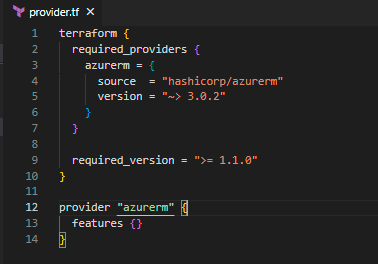 provider.tf ×
1 terraform {
2   required_providers {
3     azurerm = {
4       source  = "hashicorp/azurerm"
5       version = "~> 3.0.2"
6     }
7   }
8
9   required_version = ">= 1.1.0"
10 }
11
12 provider "azurerm" {
13   features {}
14 }